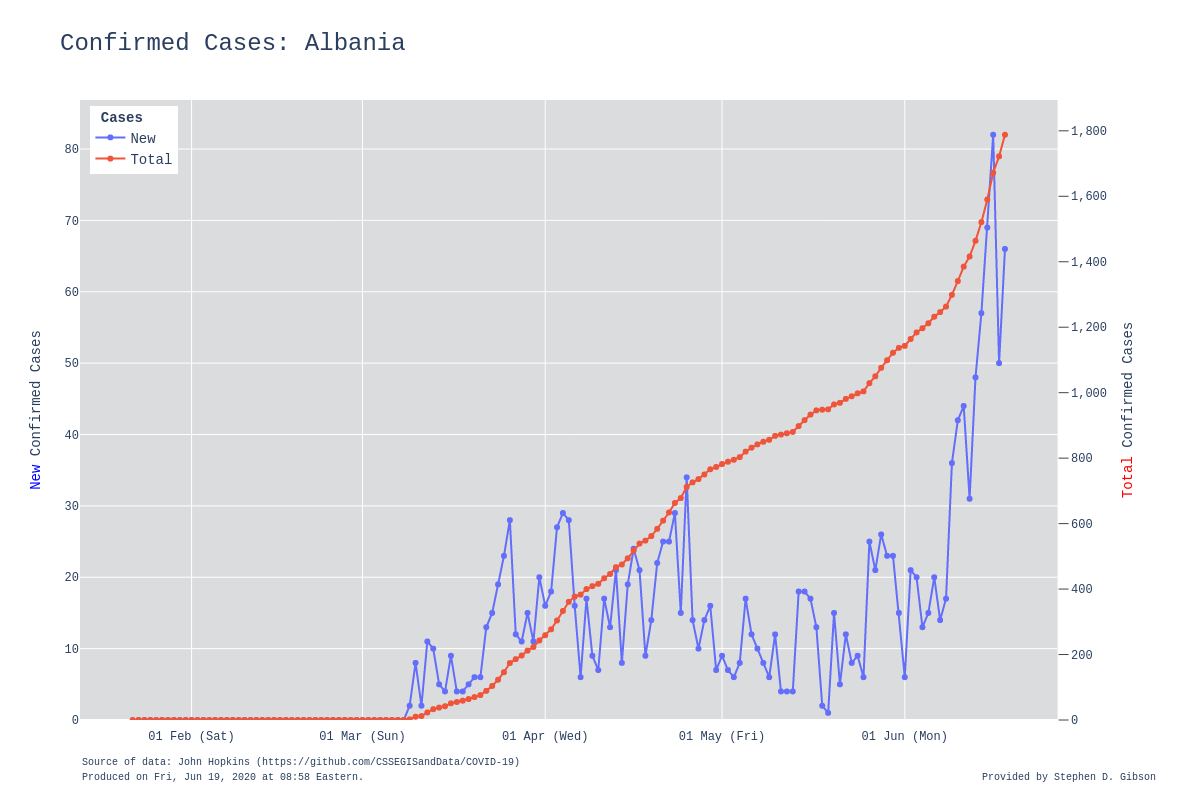 Confirmed Cases: Albania
Cases
New
Total
80
70
60
50
40
30
20
10
0
1,800
1,600
1,400
1,200
1,000
800
600
400
200
0
New Confirmed Cases
Total Confirmed Cases
01 Feb (Sat)
01 Mar (Sun)
01 Apr (Wed)
01 May (Fri)
01 Jun (Mon)
Source of data: John Hopkins (https://github.com/CSSEGISandData/COVID-19)
Produced on Fri, Jun 19, 2020 at 08:58 Eastern.
Provided by Stephen D. Gibson